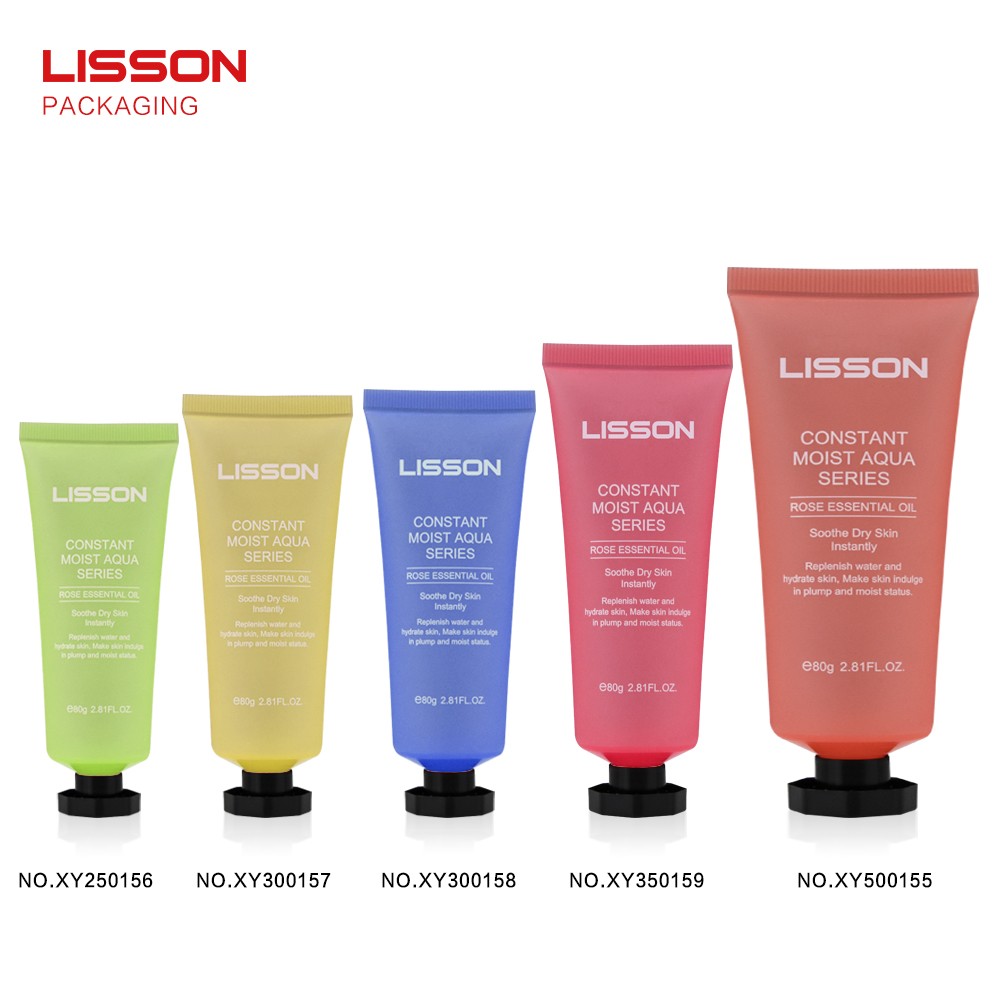 LISSON
PACKAGING
LISSON
CONSTANT
MOIST AQUA
SERIES
ROSE ESSENTIAL OIL
Soothe Dry Skin
Instantly
Replenish water and
hydrate skin, Make skin indulge
in plump and moist status.
℮80g 2.81FL.OZ.
NO.XY250156
LISSON
CONSTANT
MOIST AQUA
SERIES
ROSE ESSENTIAL OIL
Soothe Dry Skin
Instantly
Replenish water and
hydrate skin, Make skin indulge
in plump and moist status.
℮80g 2.81FL.OZ.
NO.XY300157
LISSON
CONSTANT
MOIST AQUA
SERIES
ROSE ESSENTIAL OIL
Soothe Dry Skin
Instantly
Replenish water and
hydrate skin, Make skin indulge
in plump and moist status.
℮80g 2.81FL.OZ.
NO.XY300158
LISSON
CONSTANT
MOIST AQUA
SERIES
ROSE ESSENTIAL OIL
Soothe Dry Skin
Instantly
Replenish water and
hydrate skin, Make skin indulge
in plump and moist status.
℮80g 2.81FL.OZ.
NO.XY350159
LISSON
CONSTANT
MOIST AQUA
SERIES
ROSE ESSENTIAL OIL
Soothe Dry Skin
Instantly
Replenish water and
hydrate skin, Make skin indulge
in plump and moist status.
℮80g 2.81FL.OZ.
NO.XY500155